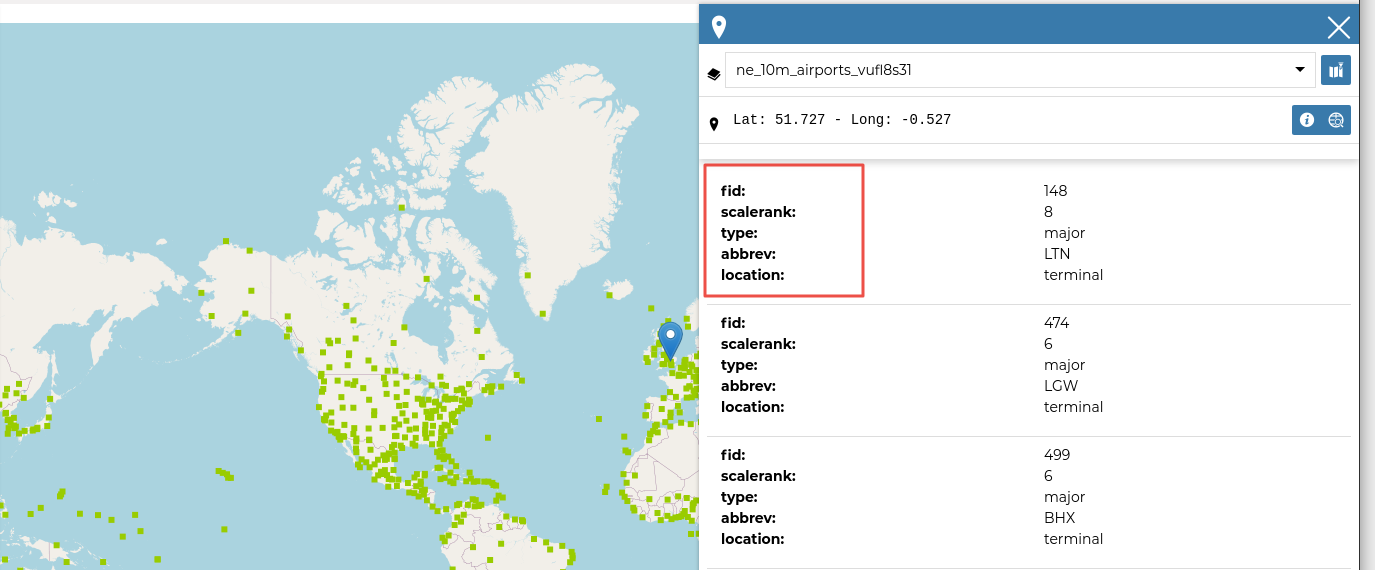 ne_10m_airports_vufl8s31
Lat: 51.727 - Long: -0.527
fid: 148
scalerank: 8
type: major
abbrev: LTN
location: terminal
fid: 474
scalerank: 6
type: major
abbrev: LGW
location: terminal
fid: 499
scalerank: 6
type: major
abbrev: BHX
location: terminal